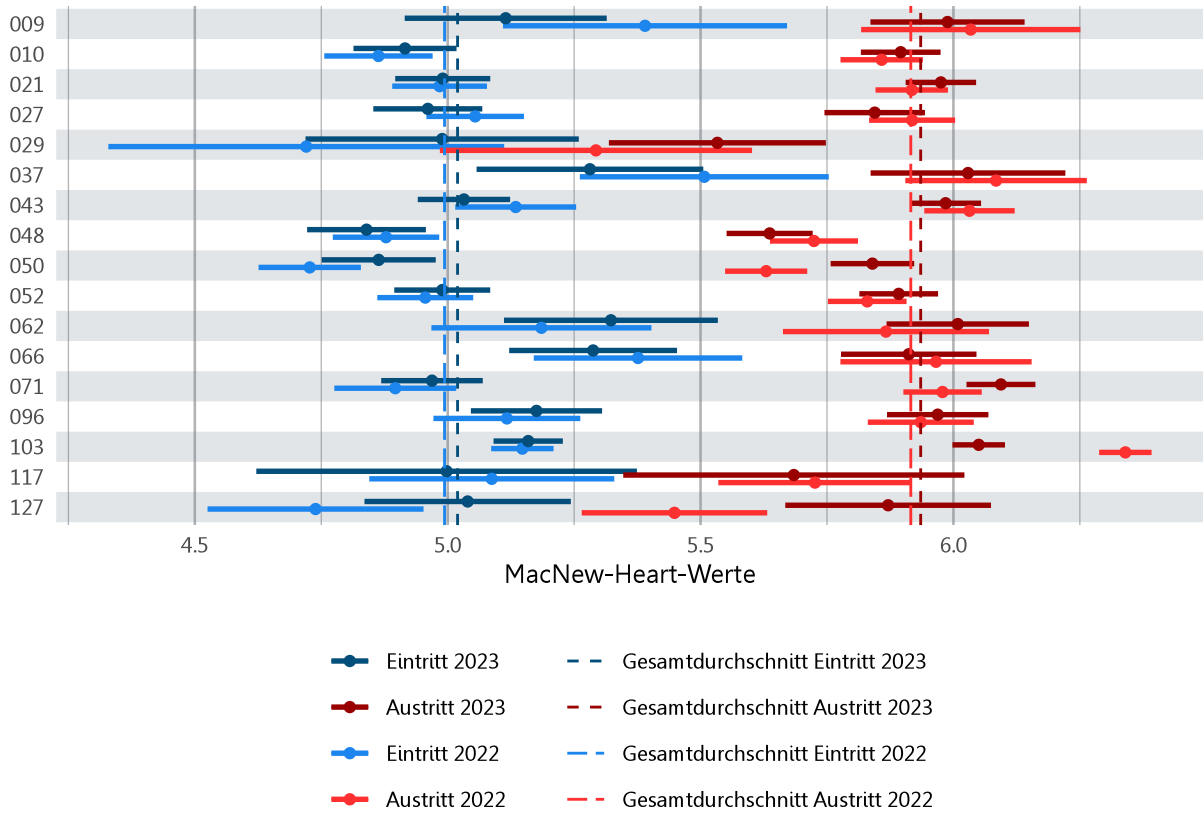 009
010
021
027
029
037
043
048
050
052
062
066
071
096
103
117
127
4.5 5.0 5.5 6.0
MacNew-Heart-Werte
Eintritt 2023 Gesamtdurchschnitt Eintritt 2023
Austritt 2023 Gesamtdurchschnitt Austritt 2023
Eintritt 2022 Gesamtdurchschnitt Eintritt 2022
Austritt 2022 Gesamtdurchschnitt Austritt 2022